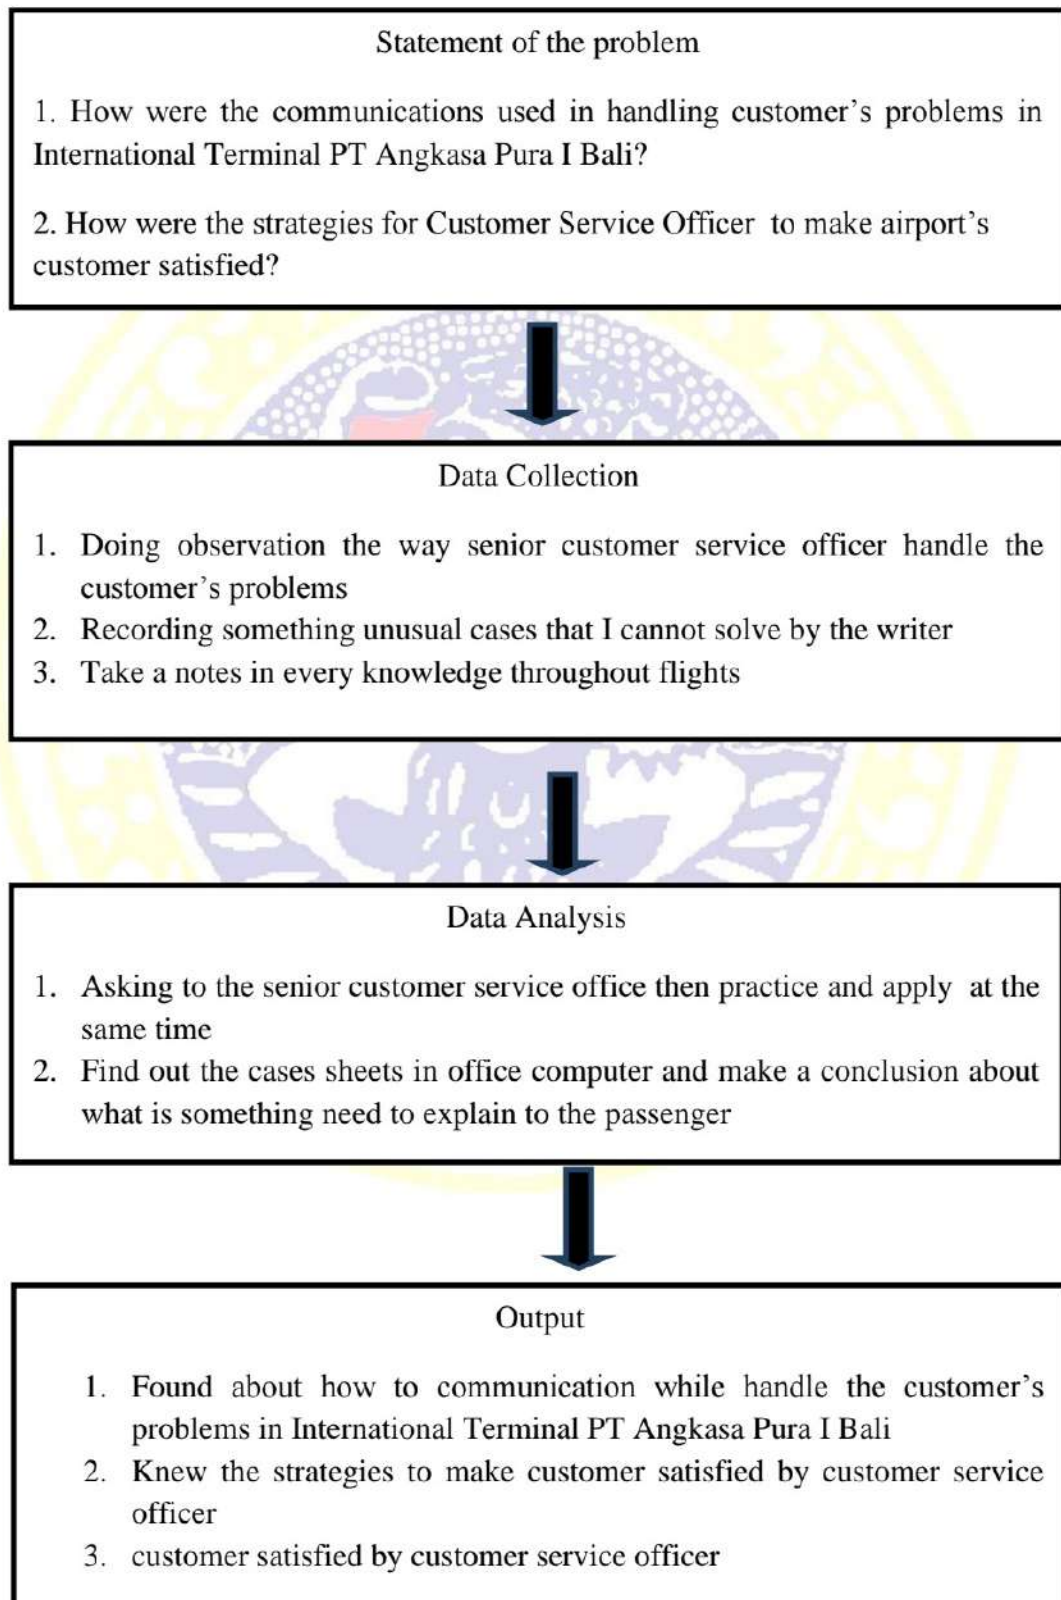 Statement of the problem
1. How were the communications used in handling customer’s problems in
International Terminal PT Angkasa Pura I Bali?
2. How were the strategies for Customer Service Officer to make airport’s
customer satisfied?
Data Collection
1. Doing observation the way senior customer service officer handle the
customer’s problems
2. Recording something unusual cases that I cannot solve by the writer
3. Take a notes in every knowledge throughout flights
Data Analysis
1. Asking to the senior customer service office then practice and apply at the
same time
2. Find out the cases sheets in office computer and make a conclusion about
what is something need to explain to the passenger
Output
1. Found about how to communication while handle the customer’s
problems in International Terminal PT Angkasa Pura I Bali
2. Knew the strategies to make customer satisfied by customer service
officer
3. customer satisfied by customer service officer